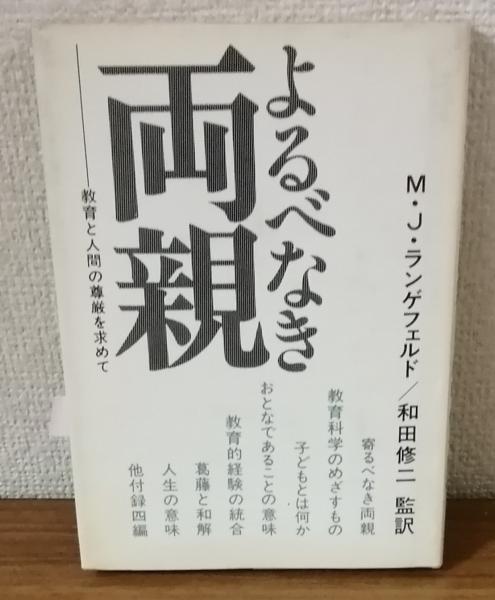 M・J・ランゲフェルド/和田修二 監訳
よるべなき
両親
——教育と人間の尊厳を求めて
寄るべなき両親
教育科学のめざすもの
子どもとは何か
おとなであることの意味
教育的経験の統合
葛藤と和解
人生の意味
他付録四編